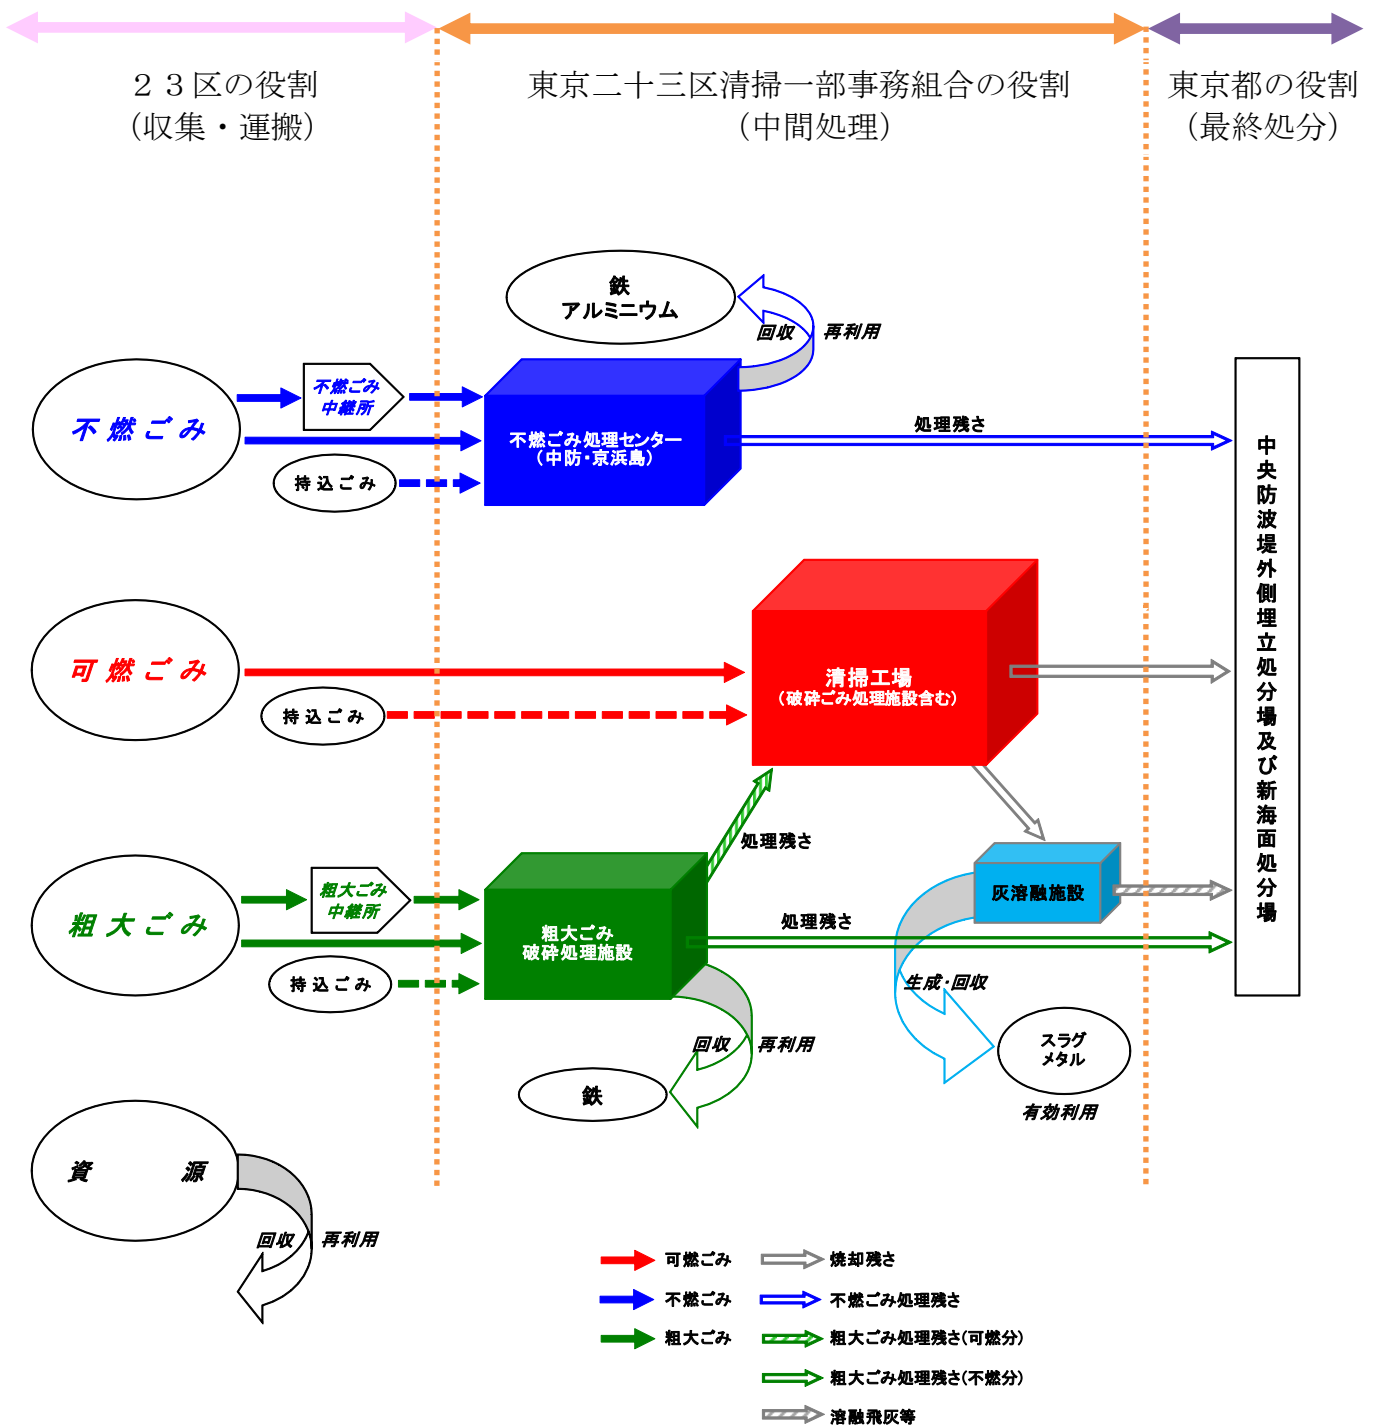 ２３区の役割
（収集・運搬）
東京二十三区清掃一部事務組合の役割
（中間処理）
東京都の役割
（最終処分）
鉄
アルミニウム
回収
再利用
不燃ごみ
不燃ごみ
中継所
持込ごみ
不燃ごみ処理センター
（中防・京浜島）
処理残さ
可燃ごみ
持込ごみ
清掃工場
（破砕ごみ処理施設含む）
処理残さ
粗大ごみ
粗大ごみ
中継所
持込ごみ
粗大ごみ
破砕処理施設
処理残さ
灰溶融施設
生成・回収
スラグ
メタル
有効利用
回収
再利用
鉄
中央防波堤外側埋立処分場及び新海面処分場
資源
回収
再利用
可燃ごみ
焼却残さ
不燃ごみ
不燃ごみ処理残さ
粗大ごみ
粗大ごみ処理残さ(可燃分)
粗大ごみ処理残さ(不燃分)
溶融飛灰等